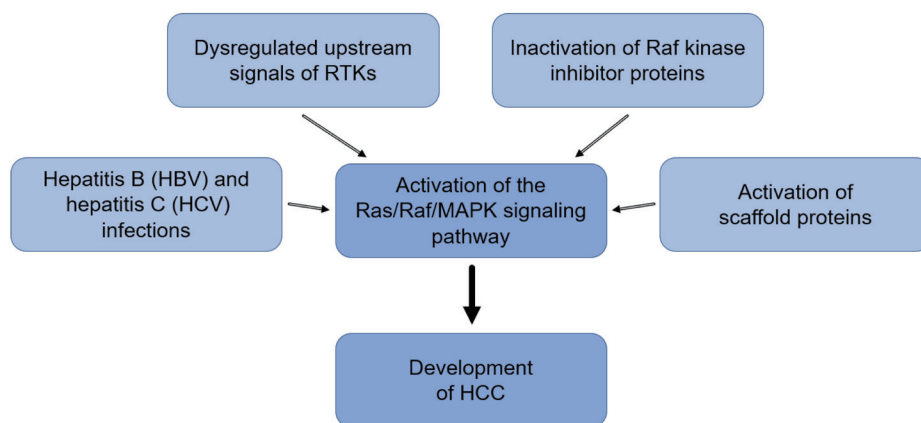 Dysregulated upstream
signals of RTKs
Inactivation of Raf kinase
inhibitor proteins
Hepatitis B (HBV) and
hepatitis C (HCV)
infections
Activation of the
Ras/Raf/MAPK signaling
pathway
Activation of
scaffold proteins
Development
of HCC